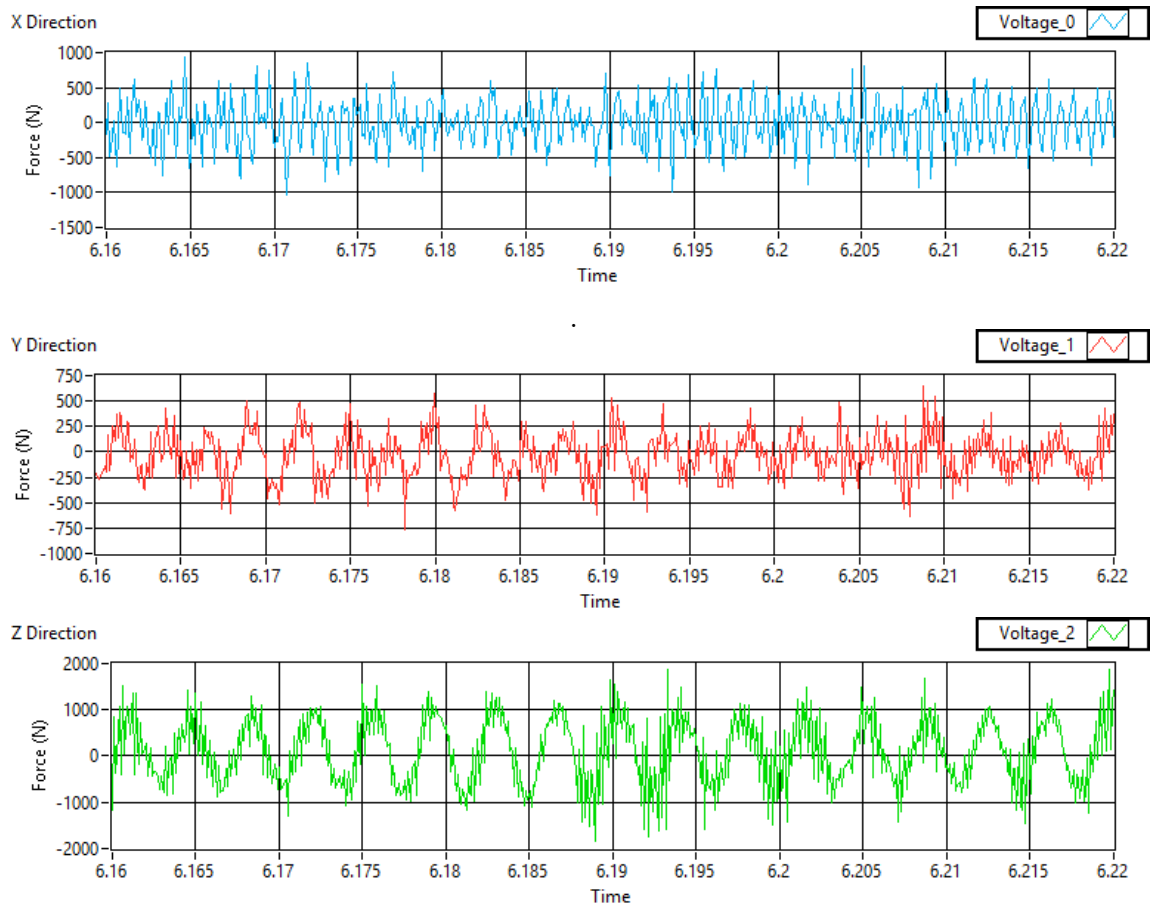 X Direction
Voltage_0
1000
500
0
-500
-1000
-1500
Force (N)
6.16 6.165 6.17 6.175 6.18 6.185 6.19 6.195 6.2 6.205 6.21 6.215 6.22
Time
.
Y Direction
Voltage_1
750
500
250
0
-250
-500
-750
-1000
Force (N)
6.16 6.165 6.17 6.175 6.18 6.185 6.19 6.195 6.2 6.205 6.21 6.215 6.22
Time
Z Direction
Voltage_2
2000
1000
0
-1000
-2000
Force (N)
6.16 6.165 6.17 6.175 6.18 6.185 6.19 6.195 6.2 6.205 6.21 6.215 6.22
Time